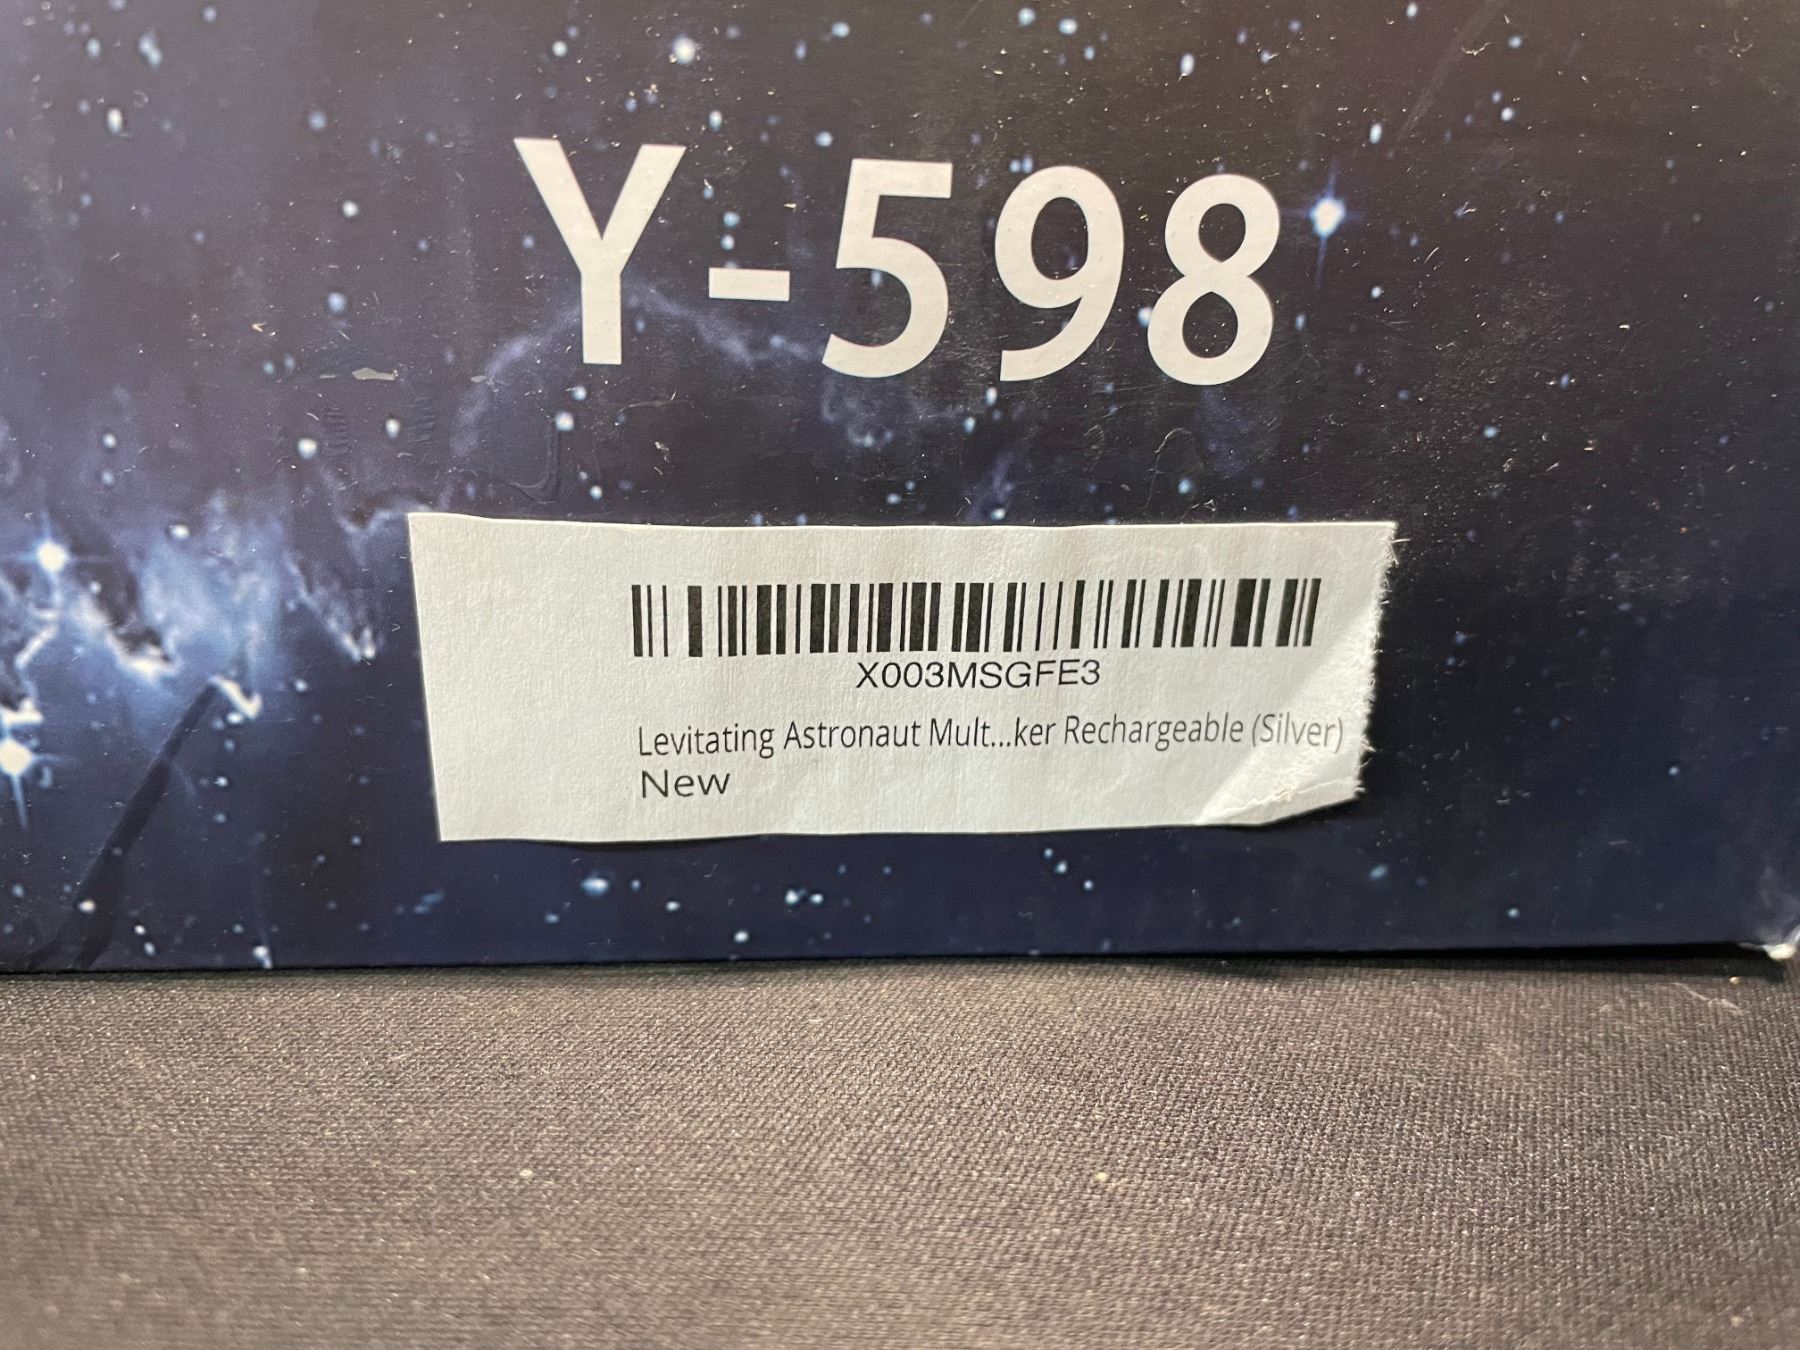 Y-598
X003MSGFE3
Levitating Astronaut Mult...ker Rechargeable (Silver)
New